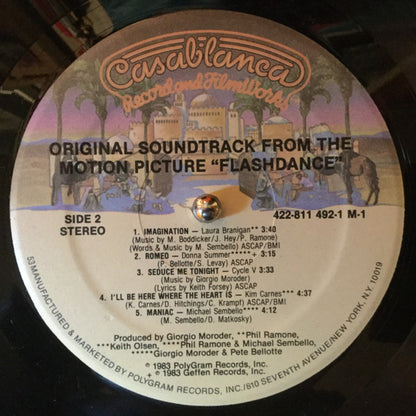 Casablanca
Record and FilmWorks
ORIGINAL SOUNDTRACK FROM THE
MOTION PICTURE "FLASHDANCE"
SIDE 2
STEREO
422-811 492-1 M-1
1. IMAGINATION — Laura Branigan** 3:40
(Music by M. Boddicker/J. Hey/P. Ramone)
(Words & Music by M. Sembello) ASCAP/BMI
2. ROMEO — Donna Summer***** + 3:15
(P. Bellotte/S. Levay) ASCAP
3. SEDUCE ME TONIGHT — Cycle V 3:33
(Music by Giorgio Moroder)
(Lyrics by Keith Forsey) ASCAP
4. I'LL BE HERE WHERE THE HEART IS — Kim Carnes*** 4:37
(K. Carnes/D. Hitchings/C. Krampf) ASCAP/BMI
5. MANIAC — Michael Sembello **** 4:12
(M. Sembello/D. Matkosky)
Produced by Giorgio Moroder, **Phil Ramone,
***Keith Olsen, ****Phil Ramone & Michael Sembello,
*****Giorgio Moroder & Pete Bellotte
℗ 1983 PolyGram Records, Inc.
+℗ 1983 Geffen Records, Inc.
53 MANUFACTURED & MARKETED BY POLYGRAM RECORDS, INC./810 SEVENTH AVENUE/NEW YORK, N.Y. 10019